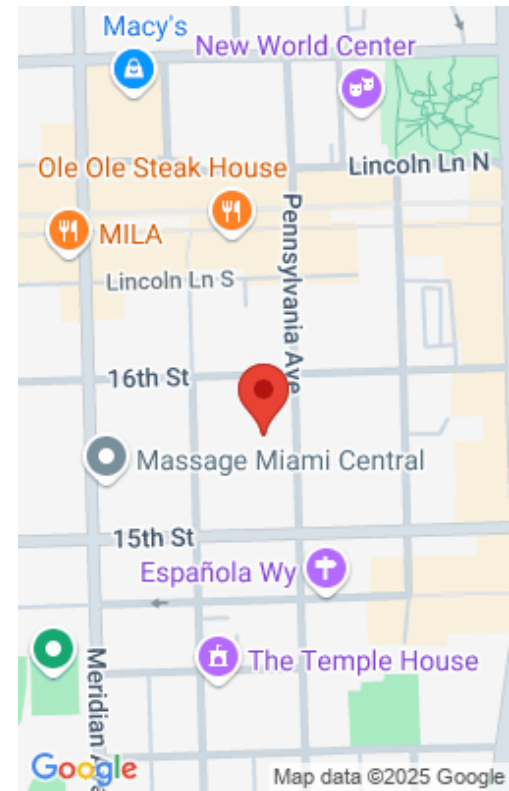 Macy's
New World Center
Lincoln Ln N
Ole Ole Steak House
Pennsylvania Ave
MILA
Lincoln Ln S
16th St
Massage Miami Central
15th St
Española Wy
The Temple House
Meridian
Google
Map data ©2025 Google